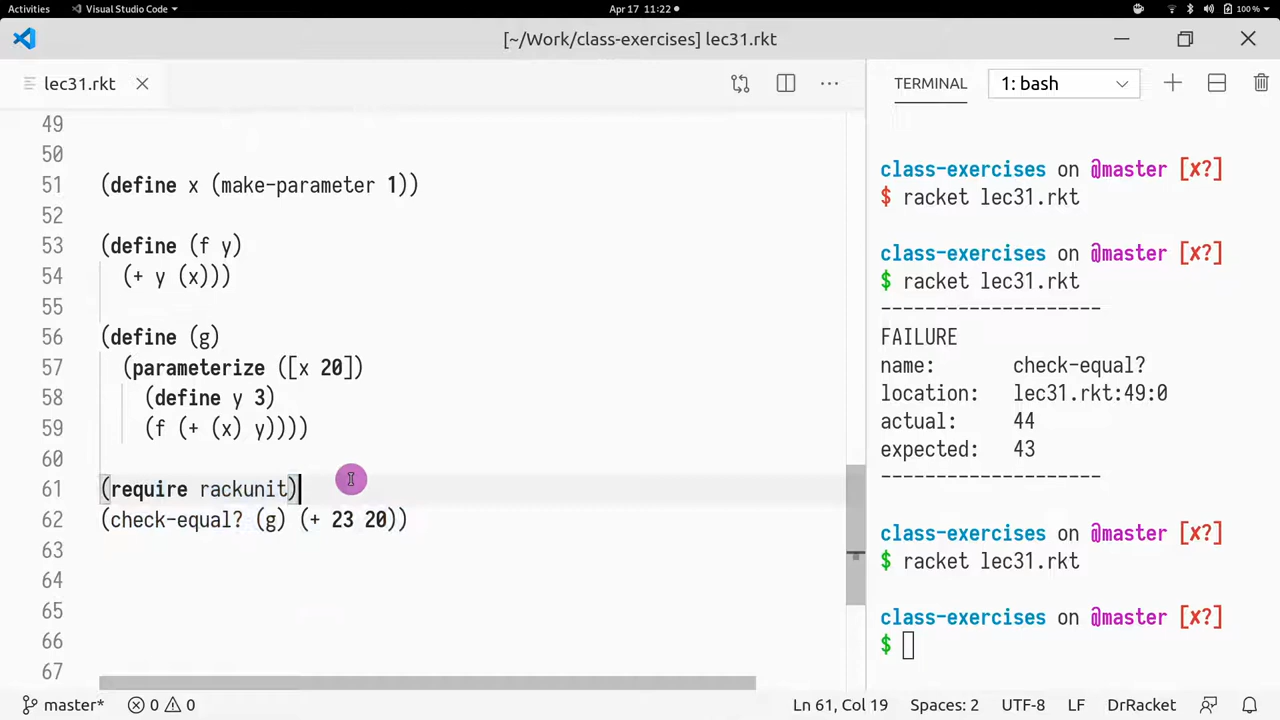 Activities Visual Studio Code Apr 17 11:22 100 %
[~/Work/class-exercises] lec31.rkt
lec31.rkt
TERMINAL 1: bash
49
50
51 (define x (make-parameter 1))
52
53 (define (f y)
54 (+ y (x)))
55
56 (define (g)
57 (parameterize ([x 20])
58 (define y 3)
59 (f (+ (x) y))))
60
61 (require rackunit)
62 (check-equal? (g) (+ 23 20))
63
64
65
66
67
class-exercises on @master [✘?]
$ racket lec31.rkt
class-exercises on @master [✘?]
$ racket lec31.rkt
--------------------
FAILURE
name: check-equal?
location: lec31.rkt:49:0
actual: 44
expected: 43
--------------------
class-exercises on @master [✘?]
$ racket lec31.rkt
class-exercises on @master [✘?]
$
master* 0 0 Ln 61, Col 19 Spaces: 2 UTF-8 LF DrRacket